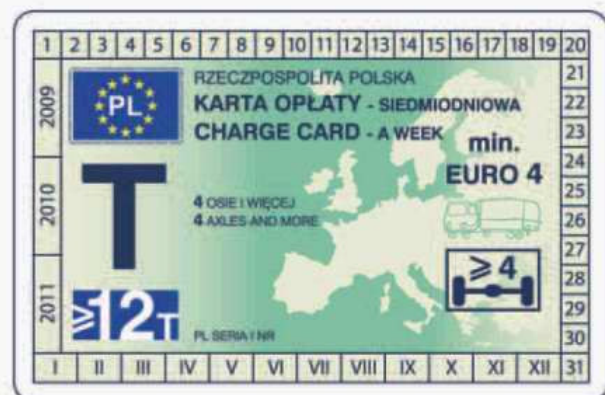 1 2 3 4 5 6 7 8 9 10 11 12 13 14 15 16 17 18 19 20
21
22
23
24
25
26
27
28
29
30
31
2009
2010
2011
PL
RZECZPOSPOLITA POLSKA
KARTA OPŁATY - SIEDMIODNIOWA
CHARGE CARD - A WEEK
min.
EURO 4
T
4 OSIE I WIĘCEJ
4 AXLES AND MORE
≥ 4
≥12T
PL SERIA I NR
I II III IV V VI VII VIII IX X XI XII